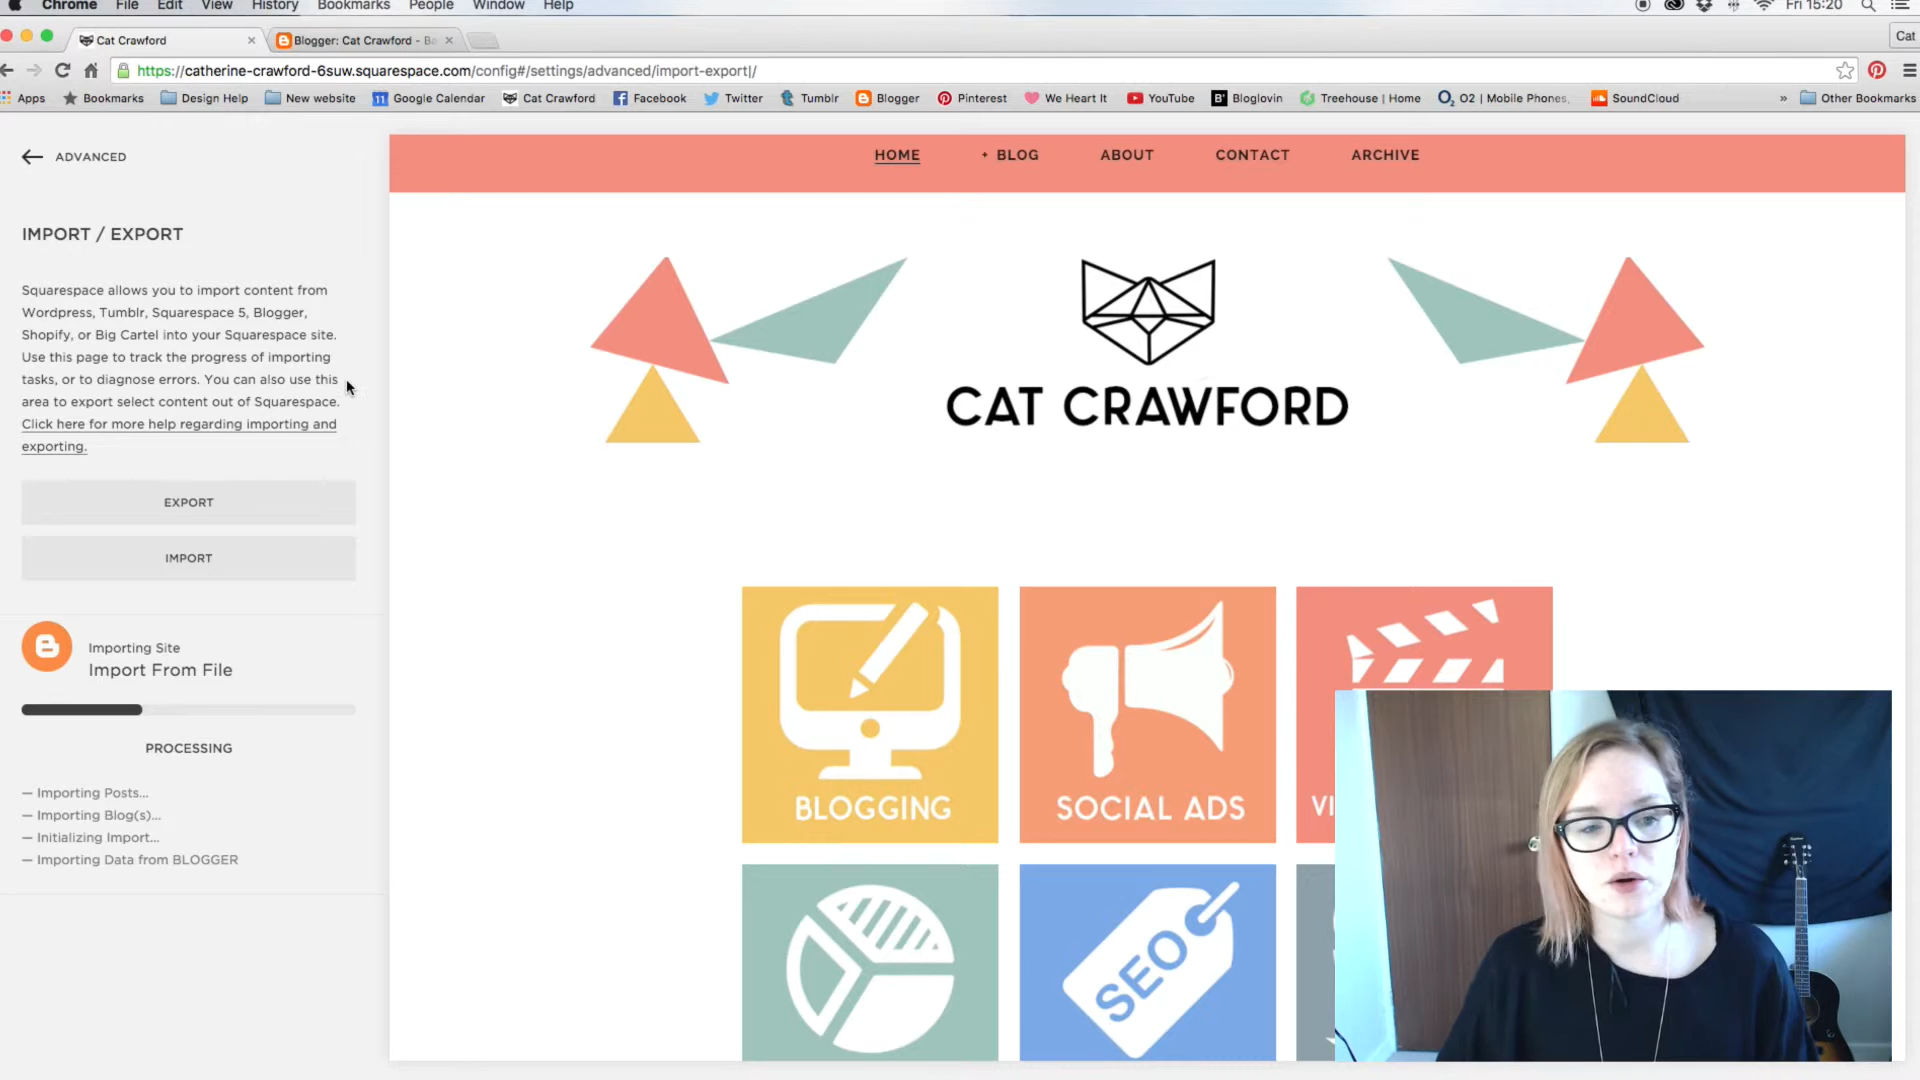 Chrome File Edit View History Bookmarks People Window Help Fri 15:20
Cat Crawford Blogger: Cat Crawford - Cat
https://catherine-crawford-6suw.squarespace.com/config#/settings/advanced/import-export|/
Apps Bookmarks Design Help New website 11 Google Calendar Cat Crawford Facebook Twitter Tumblr Blogger Pinterest We Heart It YouTube Bloglovin Treehouse | Home O2 | Mobile Phones, SoundCloud » Other Bookmarks
ADVANCED
HOME + BLOG ABOUT CONTACT ARCHIVE
IMPORT / EXPORT
Squarespace allows you to import content from
Wordpress, Tumblr, Squarespace 5, Blogger,
Shopify, or Big Cartel into your Squarespace site.
Use this page to track the progress of importing
tasks, or to diagnose errors. You can also use this
area to export select content out of Squarespace.
Click here for more help regarding importing and
exporting.
CAT CRAWFORD
EXPORT
IMPORT
Importing Site
Import From File
PROCESSING
— Importing Posts...
— Importing Blog(s)...
— Initializing Import...
— Importing Data from BLOGGER
BLOGGING
SOCIAL ADS
VI
SEO